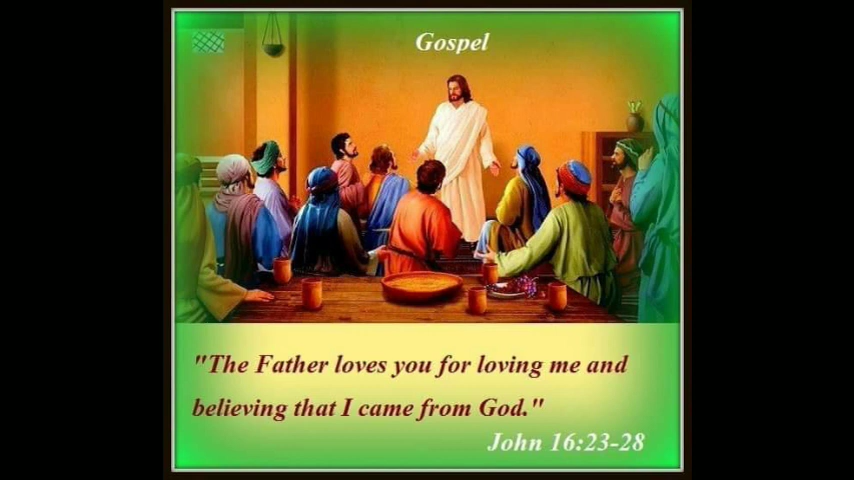 Gospel
"The Father loves you for loving me and
believing that I came from God."
John 16:23-28